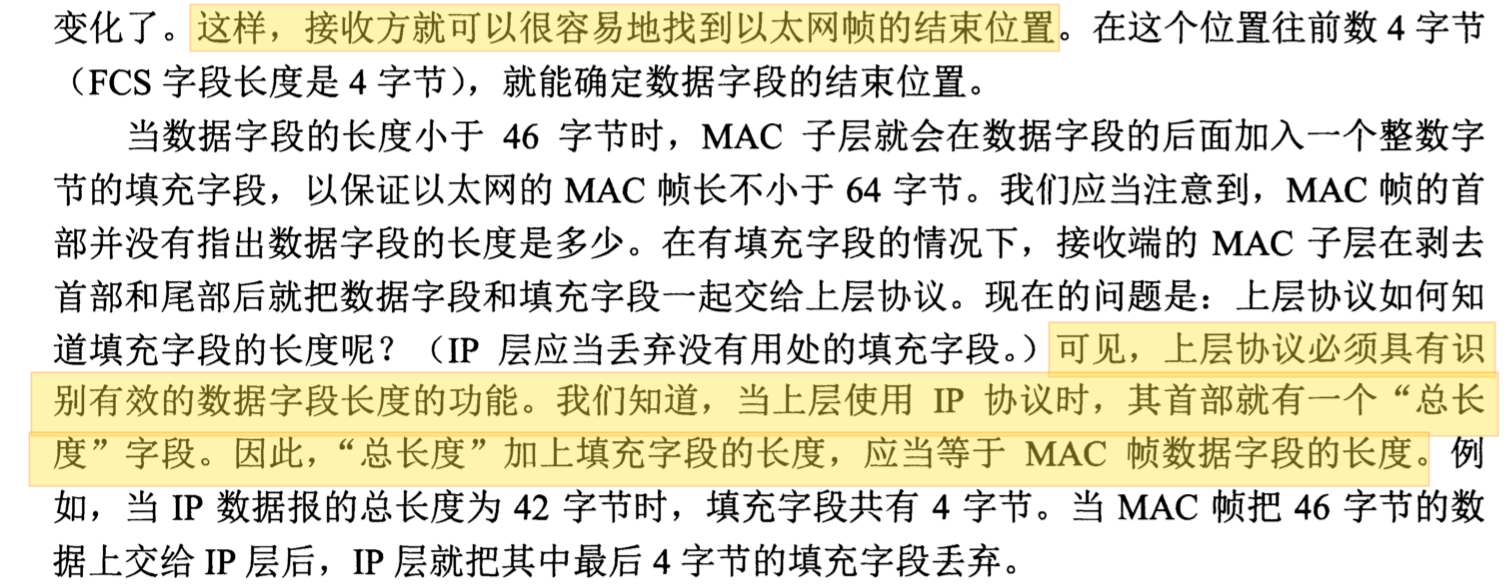 变化了。这样，接收方就可以很容易地找到以太网帧的结束位置。在这个位置往前数 4 字节
（FCS 字段长度是 4 字节），就能确定数据字段的结束位置。
当数据字段的长度小于 46 字节时，MAC 子层就会在数据字段的后面加入一个整数字
节的填充字段，以保证以太网的 MAC 帧长不小于 64 字节。我们应当注意到，MAC 帧的首
部并没有指出数据字段的长度是多少。在有填充字段的情况下，接收端的 MAC 子层在剥去
首部和尾部后就把数据字段和填充字段一起交给上层协议。现在的问题是：上层协议如何知
道填充字段的长度呢？（IP 层应当丢弃没有用处的填充字段。）可见，上层协议必须具有识
别有效的数据字段长度的功能。我们知道，当上层使用 IP 协议时，其首部就有一个“总长
度”字段。因此，“总长度”加上填充字段的长度，应当等于 MAC 帧数据字段的长度。例
如，当 IP 数据报的总长度为 42 字节时，填充字段共有 4 字节。当 MAC 帧把 46 字节的数
据上交给 IP 层后，IP 层就把其中最后 4 字节的填充字段丢弃。